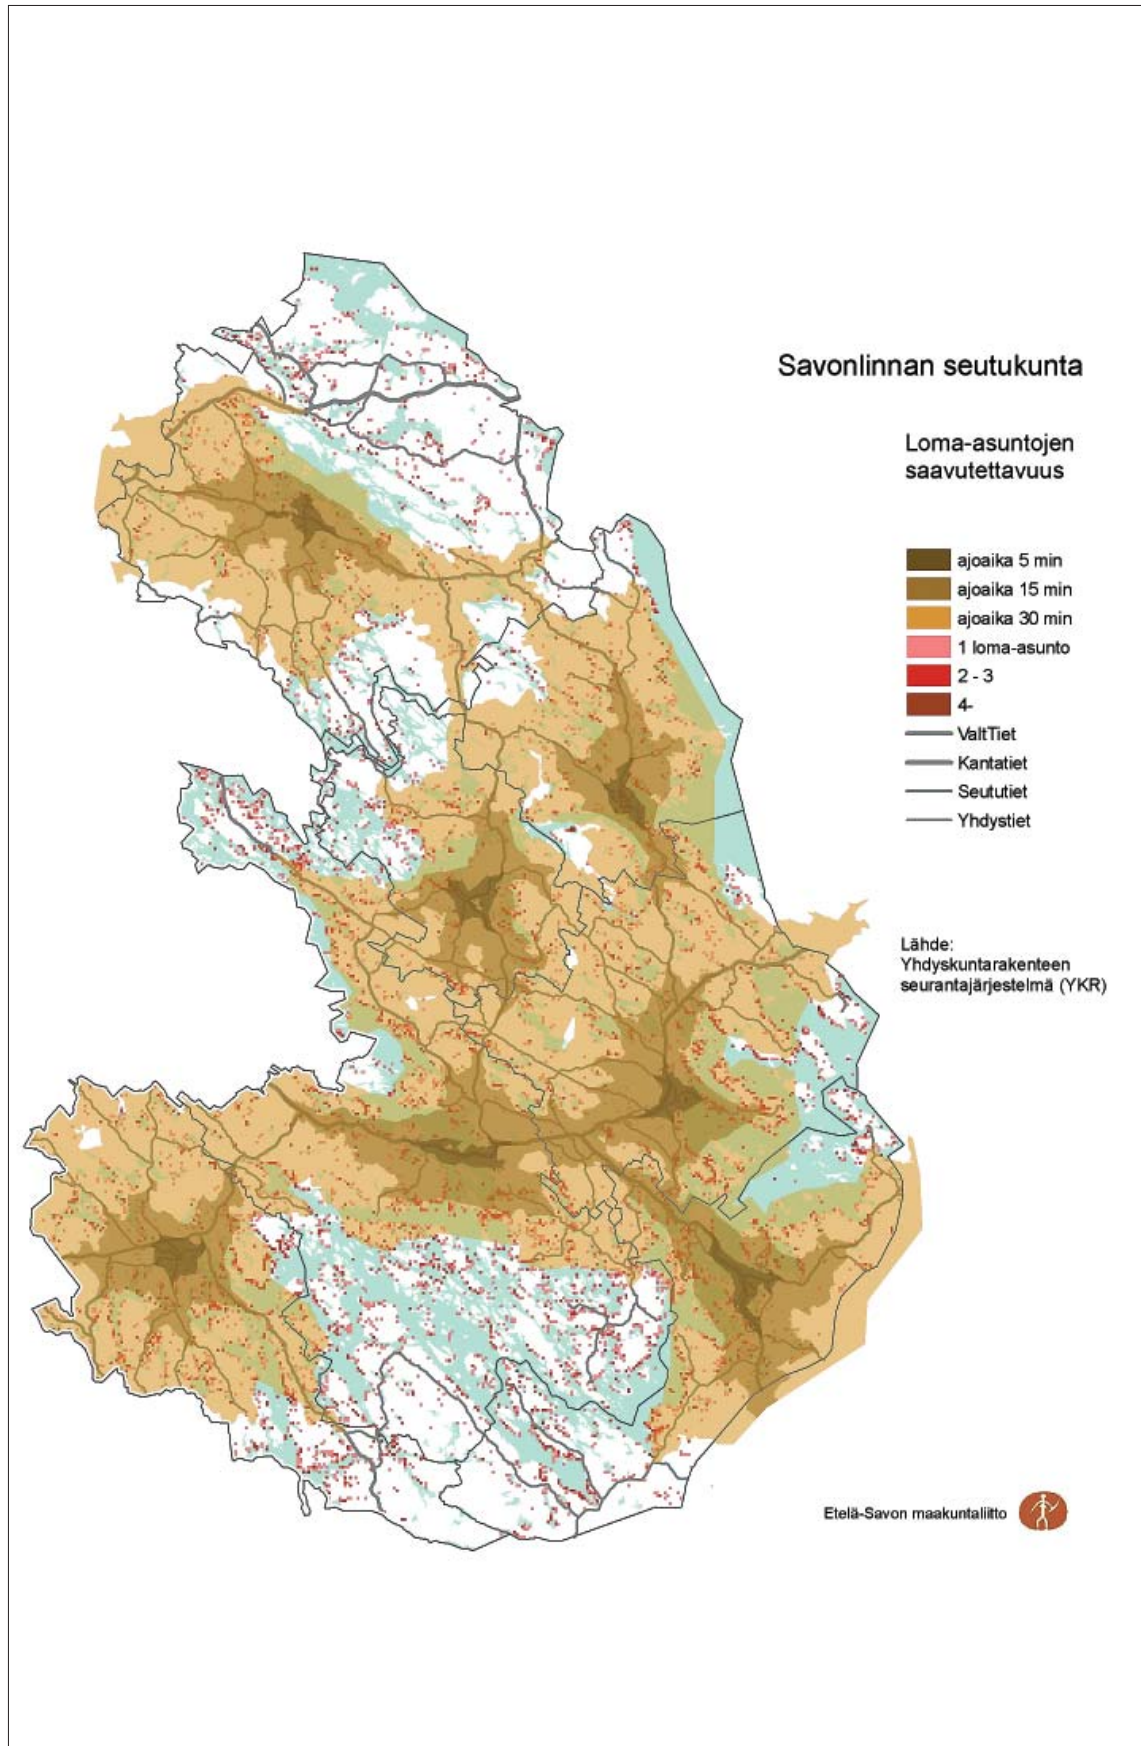 Savonlinnan seutukunta
Loma-asuntojen
saavutettavuus
ajoaika 5 min
ajoaika 15 min
ajoaika 30 min
1 loma-asunto
2 - 3
4-
ValtTiet
Kantatiet
Seututiet
Yhdystiet
Lähde:
Yhdyskuntarakenteen
seurantajärjestelmä (YKR)
Etelä-Savon maakuntaliitto